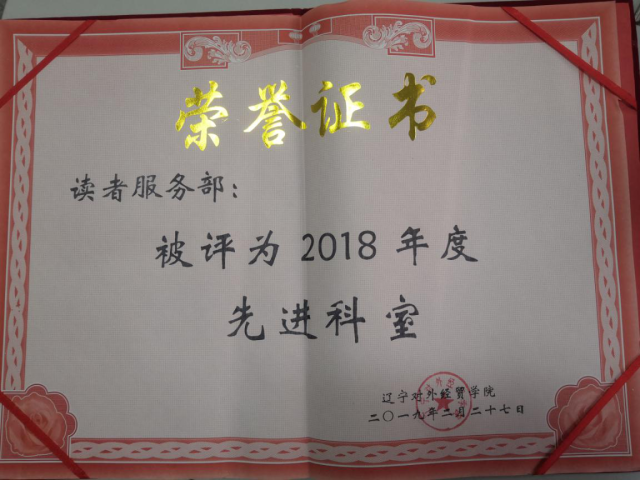 荣誉证书
读者服务部：
被评为 2018 年度
先进科室
辽宁对外经贸学院
二〇一九年二月二十七日